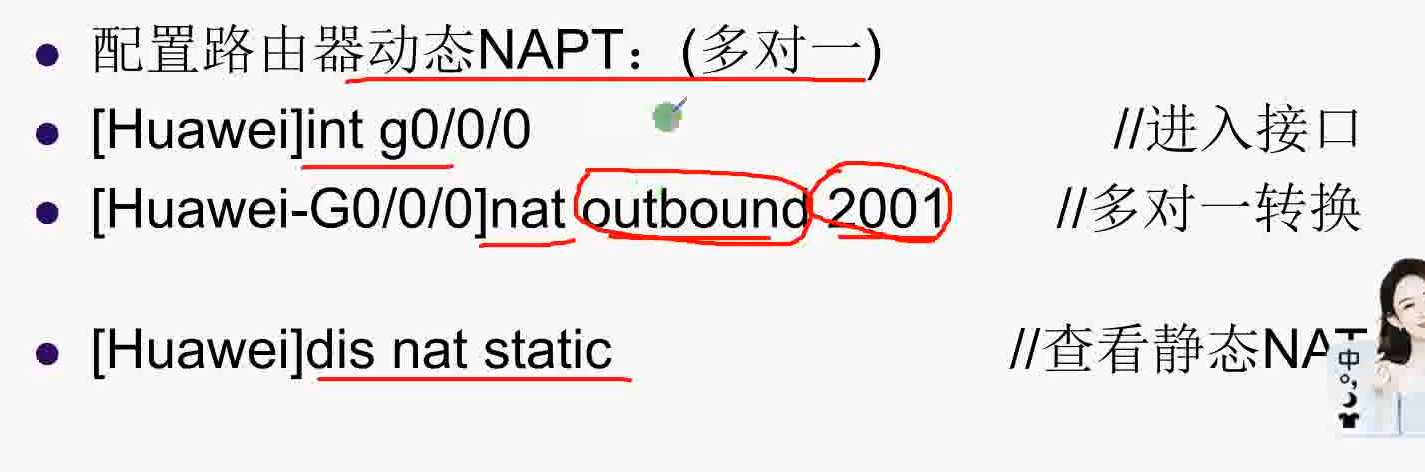 配置路由器动态NAPT：(多对一)
[Huawei]int g0/0/0 //进入接口
[Huawei-G0/0/0]nat outbound 2001 //多对一转换
[Huawei]dis nat static //查看静态NAT
中